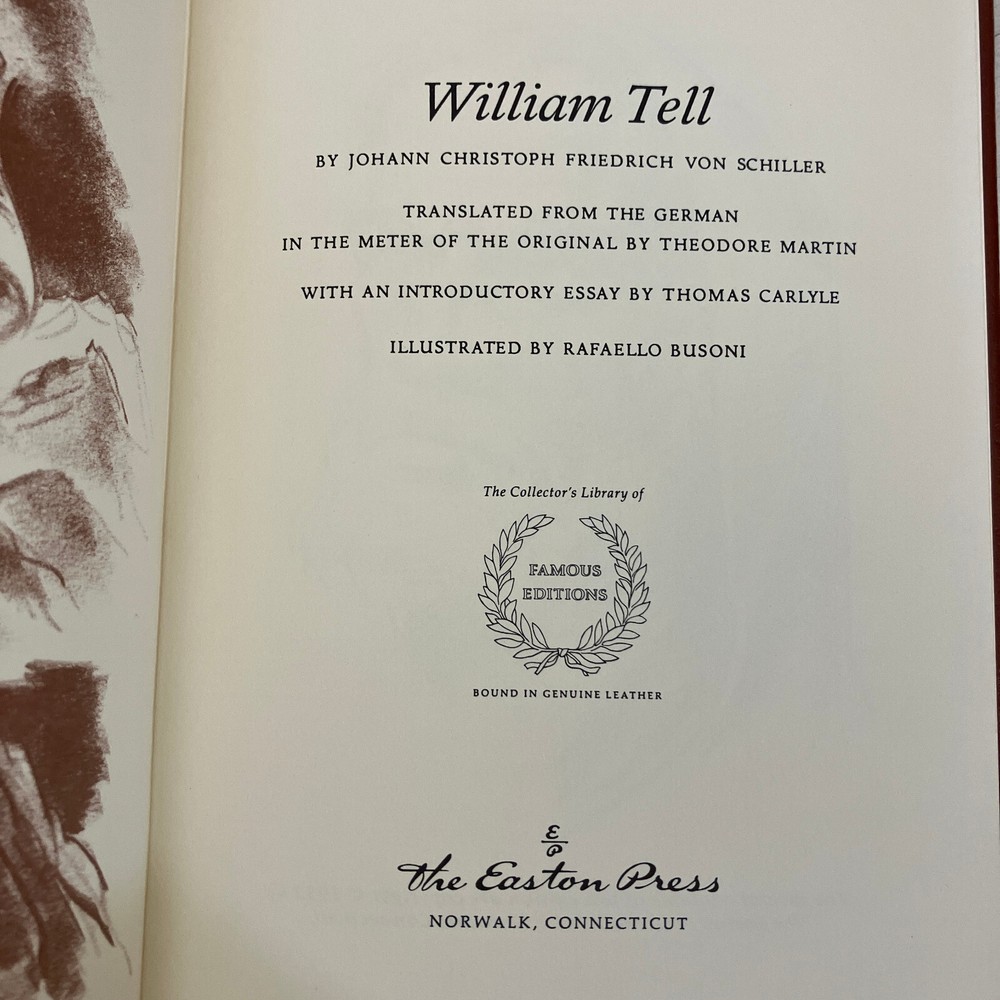 William Tell
BY JOHANN CHRISTOPH FRIEDRICH VON SCHILLER
TRANSLATED FROM THE GERMAN
IN THE METER OF THE ORIGINAL BY THEODORE MARTIN
WITH AN INTRODUCTORY ESSAY BY THOMAS CARLYLE
ILLUSTRATED BY RAFAELLO BUSONI
The Collector's Library of
FAMOUS
EDITIONS
BOUND IN GENUINE LEATHER
E
P
The Easton Press
NORWALK, CONNECTICUT